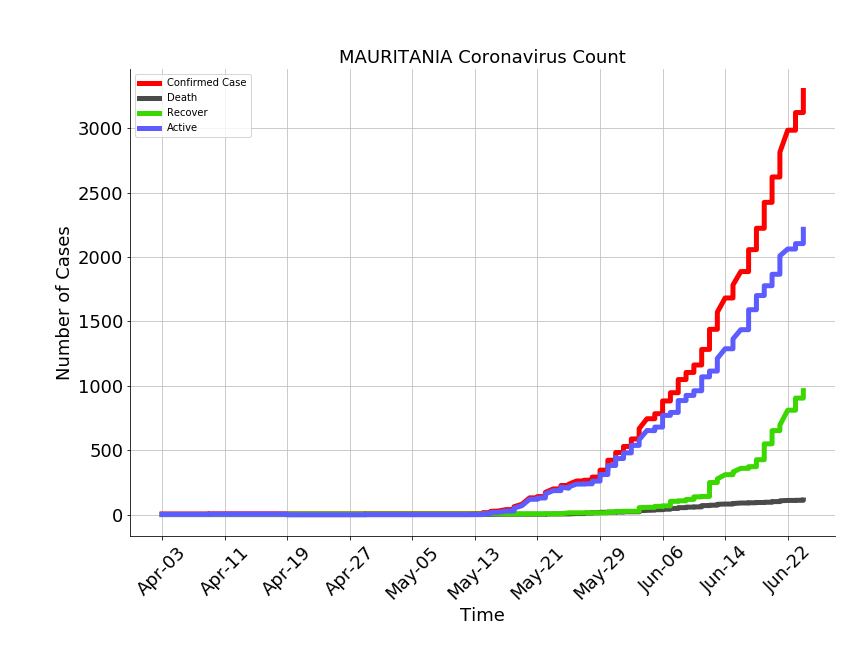 MAURITANIA Coronavirus Count
Confirmed Case
Death
Recover
Active
Number of Cases
3000
2500
2000
1500
1000
500
0
Apr-03
Apr-11
Apr-19
Apr-27
May-05
May-13
May-21
May-29
Jun-06
Jun-14
Jun-22
Time